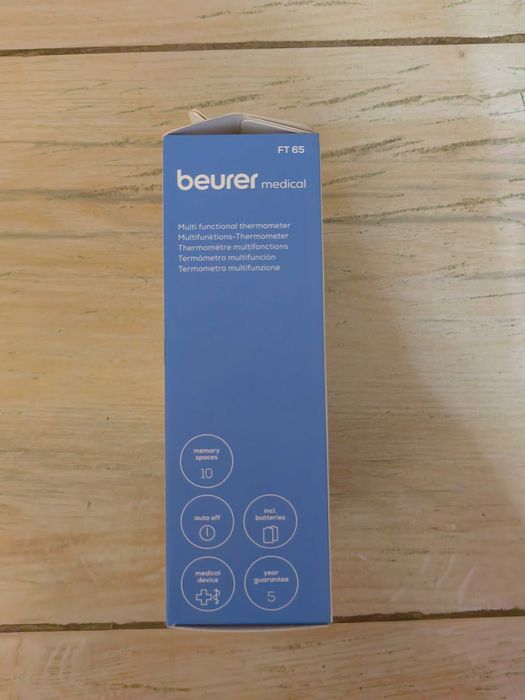 FT 65
beurer medical
Multi functional thermometer
Multifunktions-Thermometer
Thermomètre multifonctions
Termómetro multifunción
Termometro multifunzione
memory
spaces
10
auto off
incl.
batteries
medical
device
year
guarantee
5